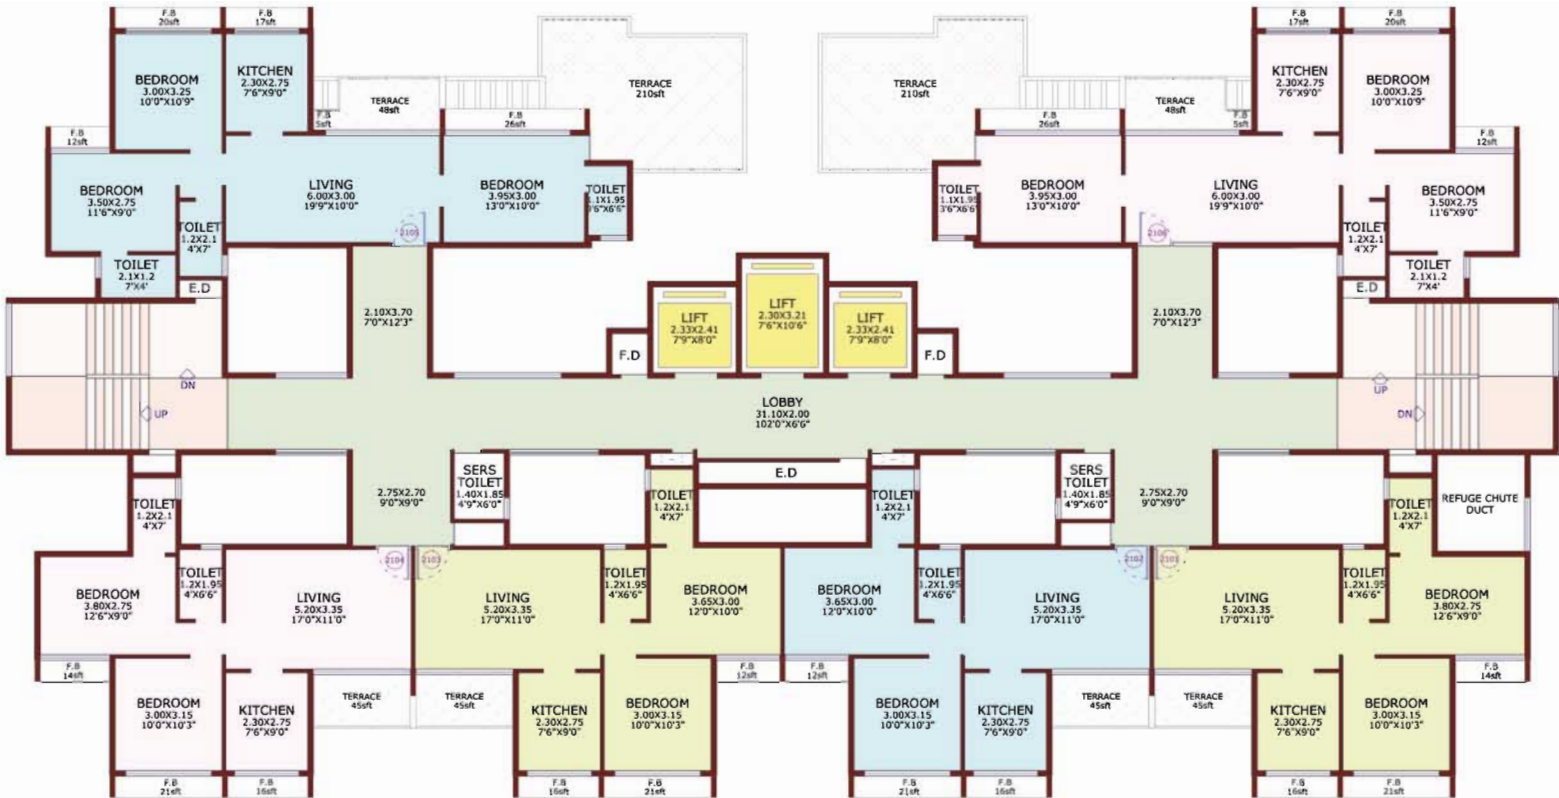 F.B
20sft
F.B
17sft
F.B
17sft
F.B
20sft
BEDROOM
3.00X3.25
10'0"X10'9"
KITCHEN
2.30X2.75
7'6"X9'0"
TERRACE
48sft
TERRACE
210sft
TERRACE
210sft
TERRACE
48sft
KITCHEN
2.30X2.75
7'6"X9'0"
BEDROOM
3.00X3.25
10'0"X10'9"
F.B
5sft
F.B
26sft
F.B
26sft
F.B
5sft
F.B
12sft
F.B
12sft
BEDROOM
3.50X2.75
11'6"X9'0"
LIVING
6.00X3.00
19'9"X10'0"
BEDROOM
3.95X3.00
13'0"X10'0"
TOILET
1.1X1.95
3'6"X6'6"
TOILET
1.1X1.95
3'6"X6'6"
BEDROOM
3.95X3.00
13'0"X10'0"
LIVING
6.00X3.00
19'9"X10'0"
BEDROOM
3.50X2.75
11'6"X9'0"
TOILET
1.2X2.1
4'X7'
2105
2106
TOILET
1.2X2.1
4'X7'
TOILET
2.1X1.2
7'X4'
E.D
TOILET
2.1X1.2
7'X4'
E.D
2.10X3.70
7'0"X12'3"
LIFT
2.33X2.41
7'9"X8'0"
LIFT
2.30X3.21
7'6"X10'6"
LIFT
2.33X2.41
7'9"X8'0"
2.10X3.70
7'0"X12'3"
F.D
F.D
DN
UP
LOBBY
31.10X2.00
102'0"X6'6"
UP
DN
SERS
TOILET
1.40X1.85
4'9"X6'0"
E.D
SERS
TOILET
1.40X1.85
4'9"X6'0"
2.75X2.70
9'0"X9'0"
2.75X2.70
9'0"X9'0"
TOILET
1.2X2.1
4'X7'
TOILET
1.2X2.1
4'X7'
TOILET
1.2X2.1
4'X7'
TOILET
1.2X2.1
4'X7'
REFUGE CHUTE
DUCT
2104
2103
2102
2101
BEDROOM
3.80X2.75
12'6"X9'0"
TOILET
1.2X1.95
4'X6'6"
LIVING
5.20X3.35
17'0"X11'0"
LIVING
5.20X3.35
17'0"X11'0"
TOILET
1.2X1.95
4'X6'6"
BEDROOM
3.65X3.00
12'0"X10'0"
BEDROOM
3.65X3.00
12'0"X10'0"
TOILET
1.2X1.95
4'X6'6"
LIVING
5.20X3.35
17'0"X11'0"
LIVING
5.20X3.35
17'0"X11'0"
TOILET
1.2X1.95
4'X6'6"
BEDROOM
3.80X2.75
12'6"X9'0"
F.B
14sft
F.B
12sft
F.B
12sft
F.B
14sft
BEDROOM
3.00X3.15
10'0"X10'3"
KITCHEN
2.30X2.75
7'6"X9'0"
TERRACE
45sft
TERRACE
45sft
KITCHEN
2.30X2.75
7'6"X9'0"
BEDROOM
3.00X3.15
10'0"X10'3"
BEDROOM
3.00X3.15
10'0"X10'3"
KITCHEN
2.30X2.75
7'6"X9'0"
TERRACE
45sft
TERRACE
45sft
KITCHEN
2.30X2.75
7'6"X9'0"
BEDROOM
3.00X3.15
10'0"X10'3"
F.B
21sft
F.B
16sft
F.B
16sft
F.B
21sft
F.B
21sft
F.B
16sft
F.B
16sft
F.B
21sft